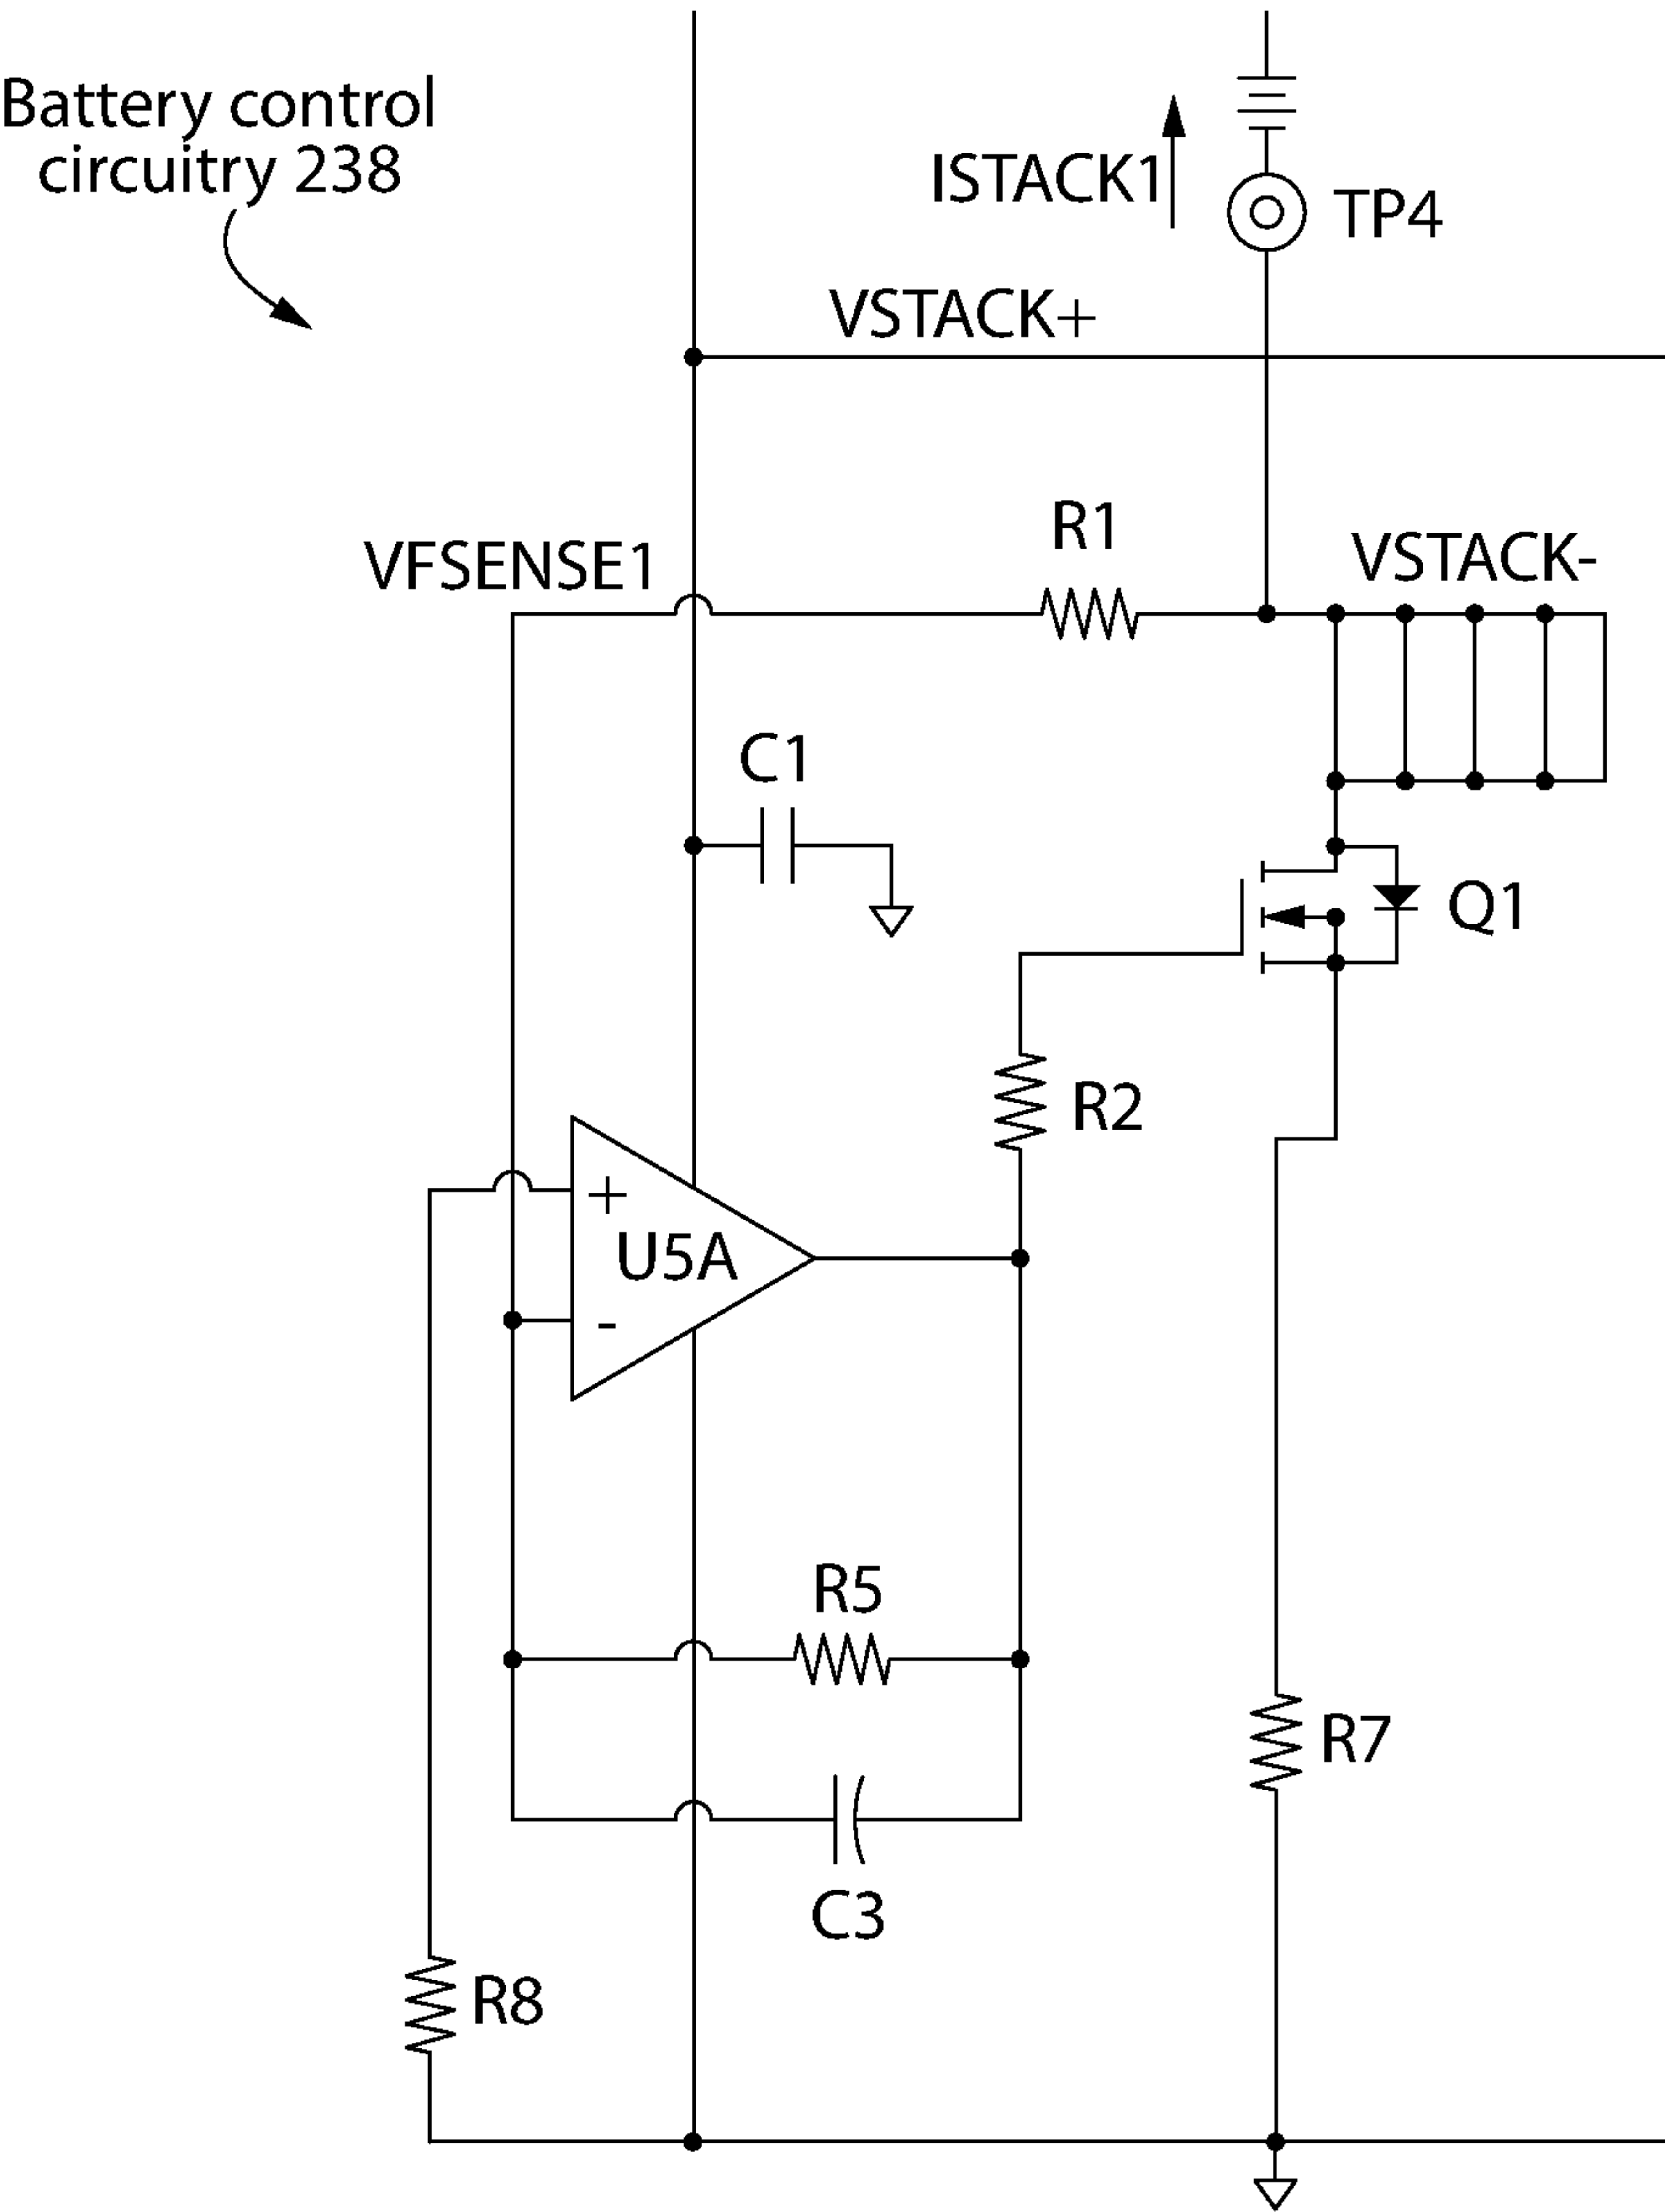 Battery control
circuitry 238
ISTACK1
TP4
VSTACK+
R1
VFSENSE1
VSTACK-
C1
Q1
R2
+
U5A
-
R5
R7
C3
R8